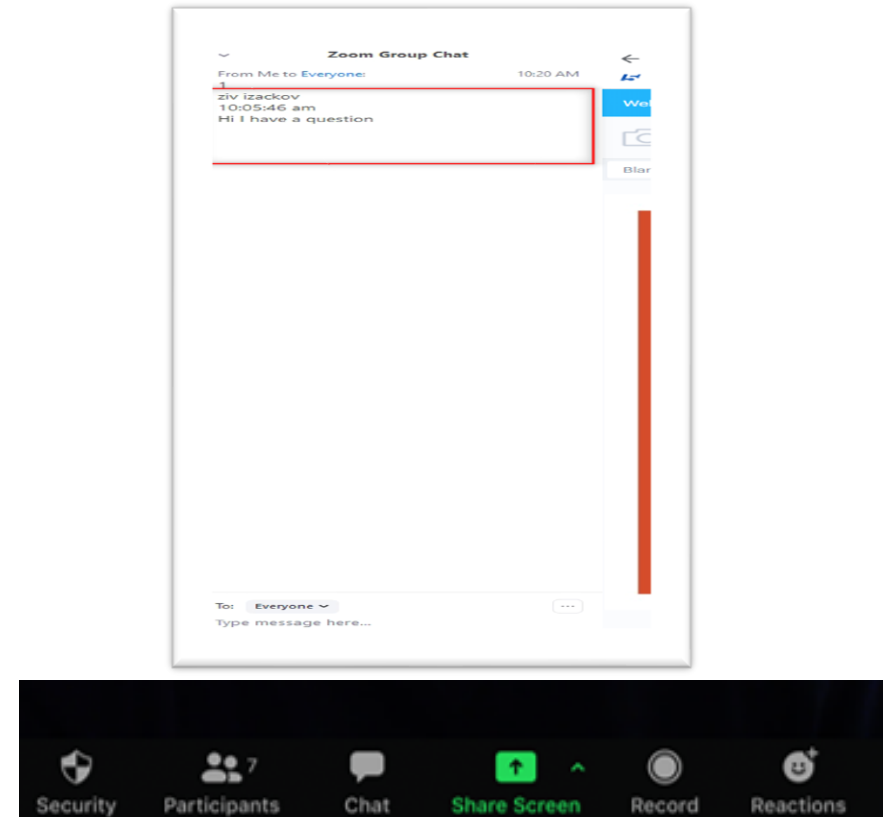 Zoom Group Chat
From Me to Everyone: 10:20 AM
1
ziv izackov
10:05:46 am
Hi I have a question
To: Everyone
Type message here...
7
Security Participants Chat Share Screen Record Reactions